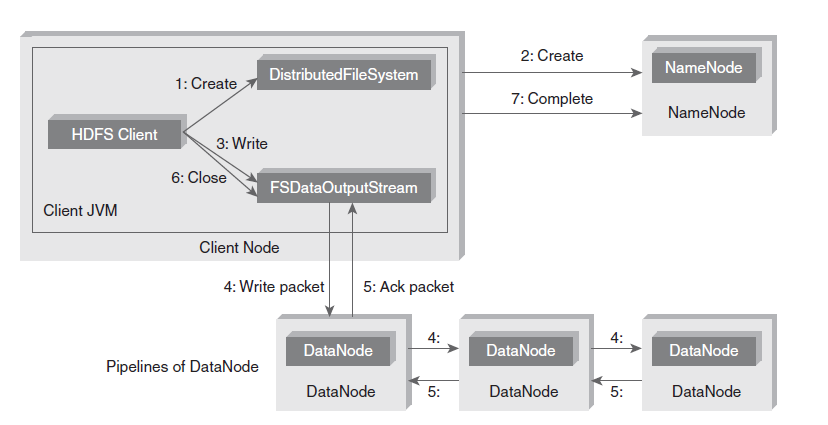 2: Create
DistributedFileSystem
NameNode
1: Create
7: Complete
NameNode
HDFS Client
3: Write
6: Close
FSDataOutputStream
Client JVM
Client Node
4: Write packet
5: Ack packet
4:
4:
DataNode
DataNode
DataNode
Pipelines of DataNode
DataNode
5:
DataNode
5:
DataNode